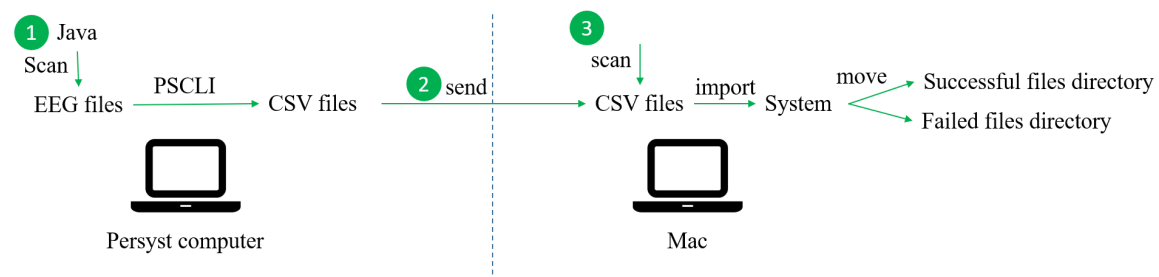 1 Java
Scan
EEG files
PSCLI
CSV files
2 send
3
scan
CSV files
import
System
move
Successful files directory
Failed files directory
Persyst computer
Mac